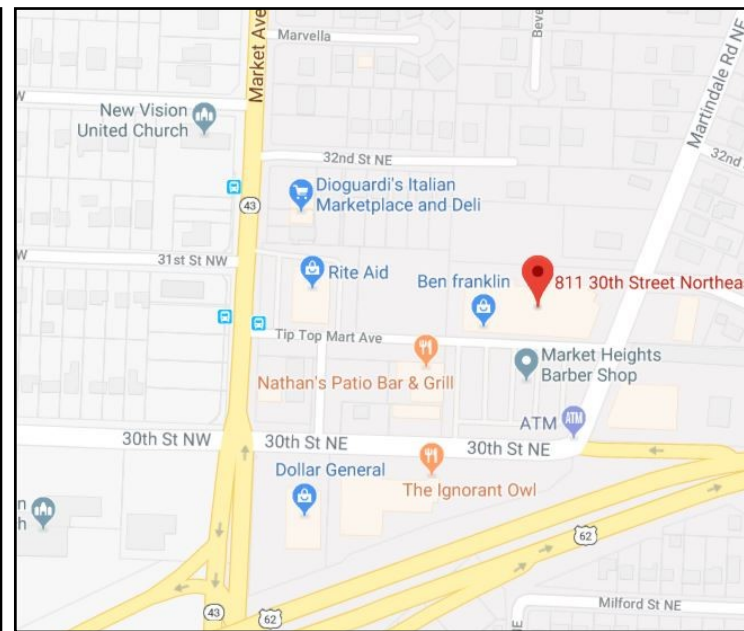 Marvella
Market Ave
Beve
Martindale Rd NE
W
New Vision
United Church
32nd St NE
32nd
Dioguardi's Italian
Marketplace and Deli
43
31st St NW
W
Rite Aid
Ben franklin
811 30th Street Northeas
Tip Top Mart Ave
Market Heights
Barber Shop
Nathan's Patio Bar & Grill
ATM
ATM
30th St NW
30th St NE
30th St NE
Dollar General
The Ignorant Owl
n
h
62
43
62
Milford St NE